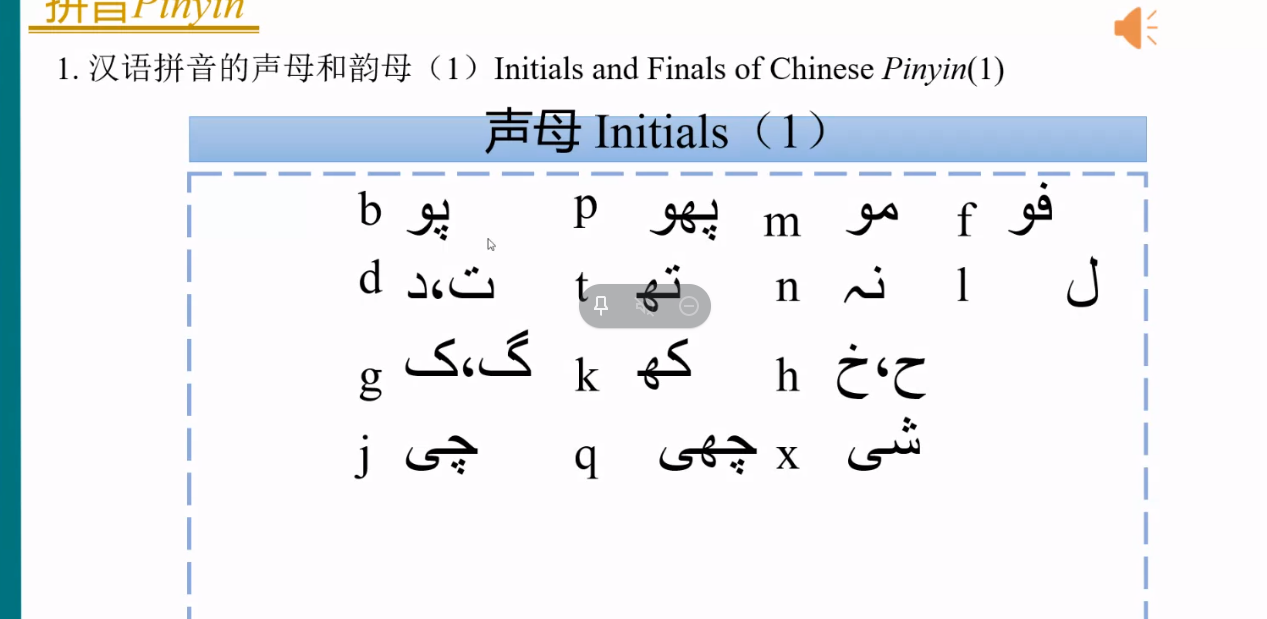 拼音Pinyin
1. 汉语拼音的声母和韵母（1）Initials and Finals of Chinese Pinyin(1)
声母 Initials（1）
b پو p پھو m مو f فو
d ت،د t تھ n نہ l ل
g گ،ک k کھ h ح،خ
j چی q چھی x شی